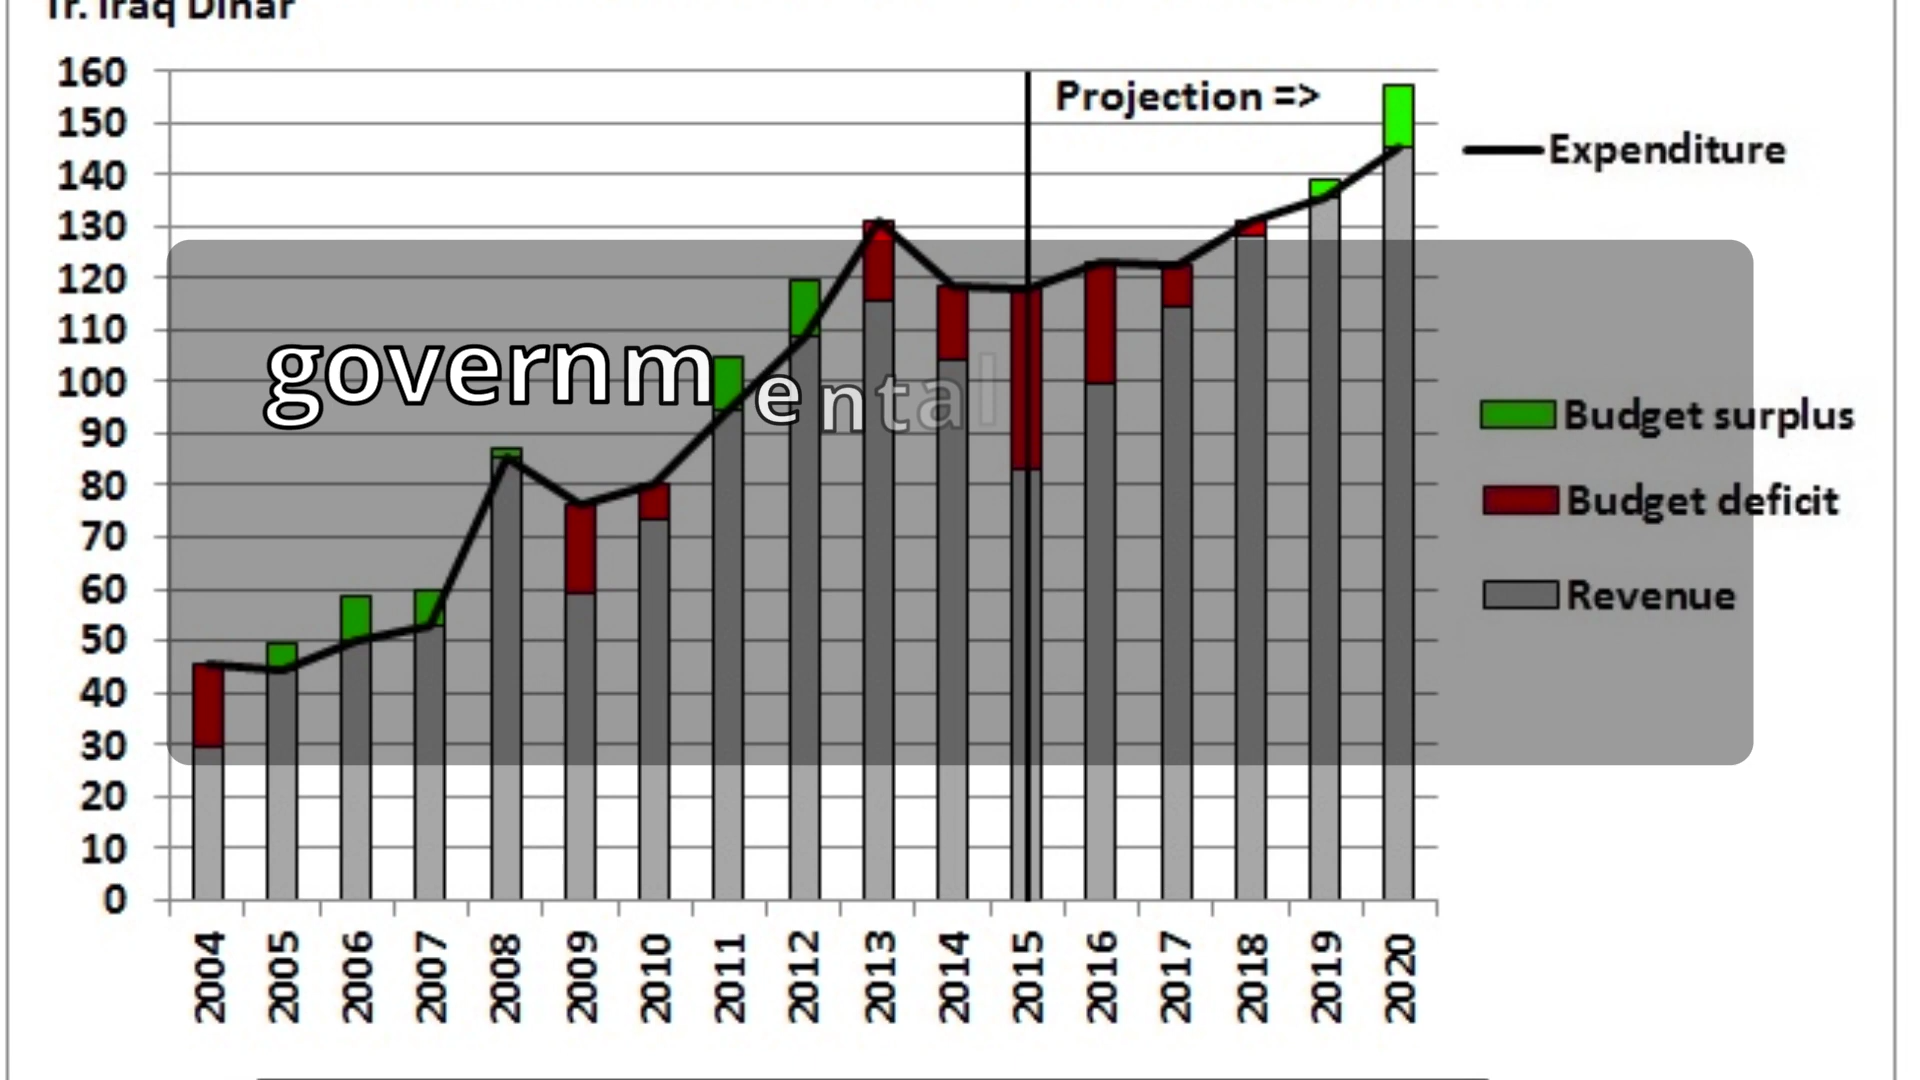 Tr. Iraq Dinar
160
150
140
130
120
110
100
90
80
70
60
50
40
30
20
10
0
Projection =>
Expenditure
governmental
Budget surplus
Budget deficit
Revenue
2004 2005 2006 2007 2008 2009 2010 2011 2012 2013 2014 2015 2016 2017 2018 2019 2020